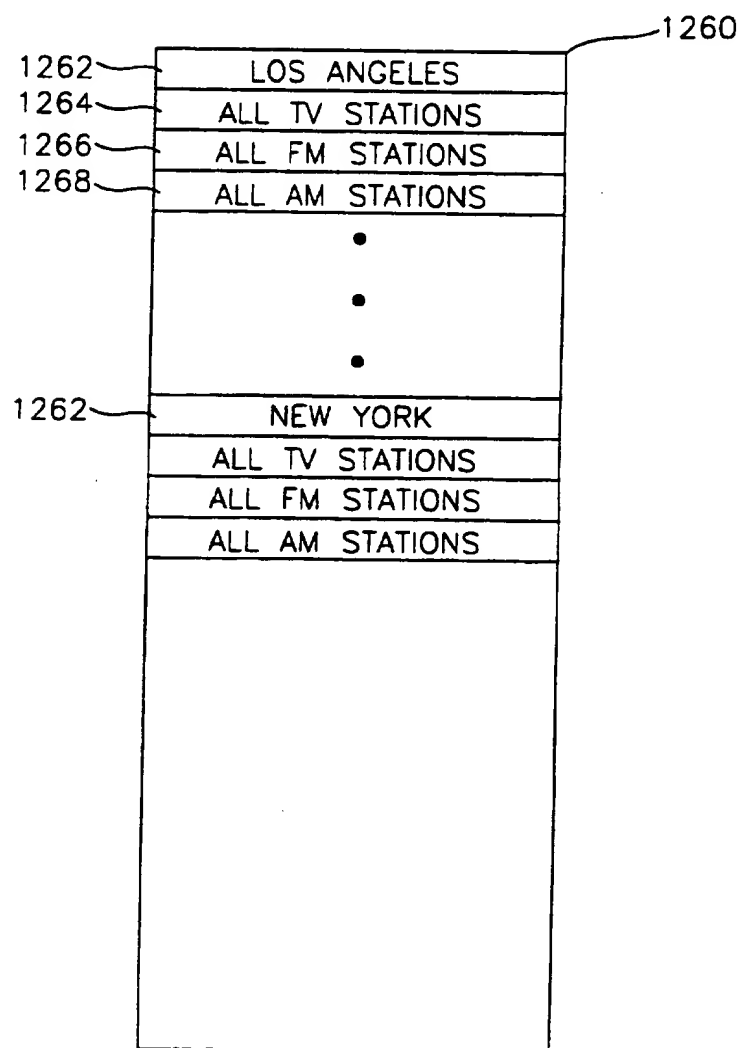 1260
1262 LOS ANGELES
1264 ALL TV STATIONS
1266 ALL FM STATIONS
1268 ALL AM STATIONS
1262 NEW YORK
ALL TV STATIONS
ALL FM STATIONS
ALL AM STATIONS